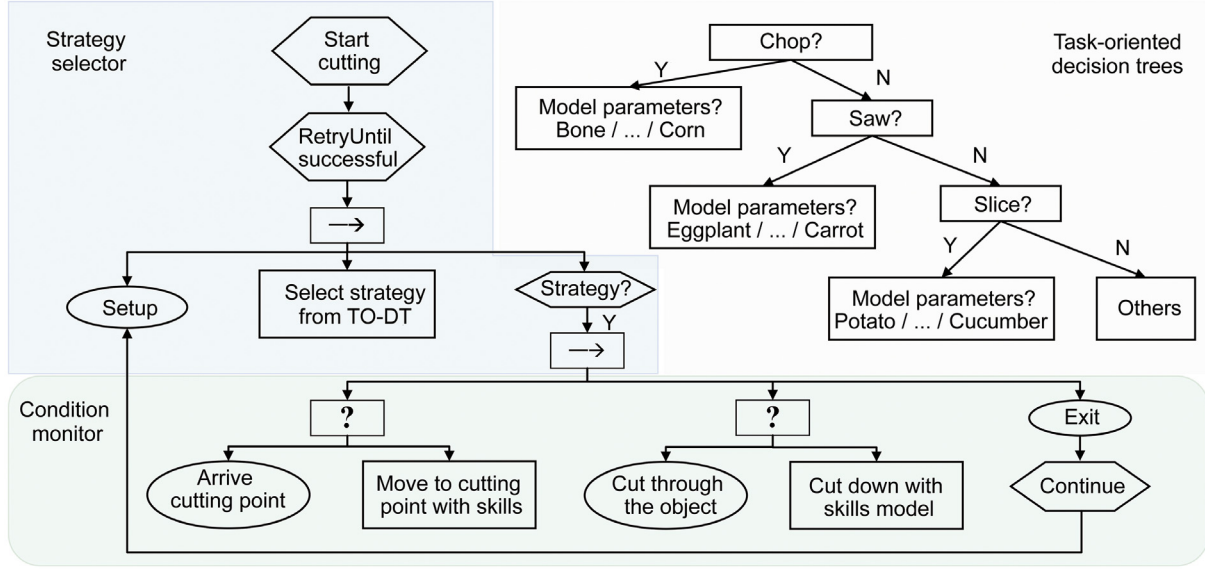 Strategy
selector
Start
cutting
RetryUntil
successful
Setup
Select strategy
from TO-DT
Strategy?
Y
Chop?
Task-oriented
decision trees
Y
N
Model parameters?
Bone / ... / Corn
Saw?
Y
N
Model parameters?
Eggplant / ... / Carrot
Slice?
Y
N
Model parameters?
Potato / ... / Cucumber
Others
Condition
monitor
?
?
Exit
Arrive
cutting point
Move to cutting
point with skills
Cut through
the object
Cut down with
skills model
Continue